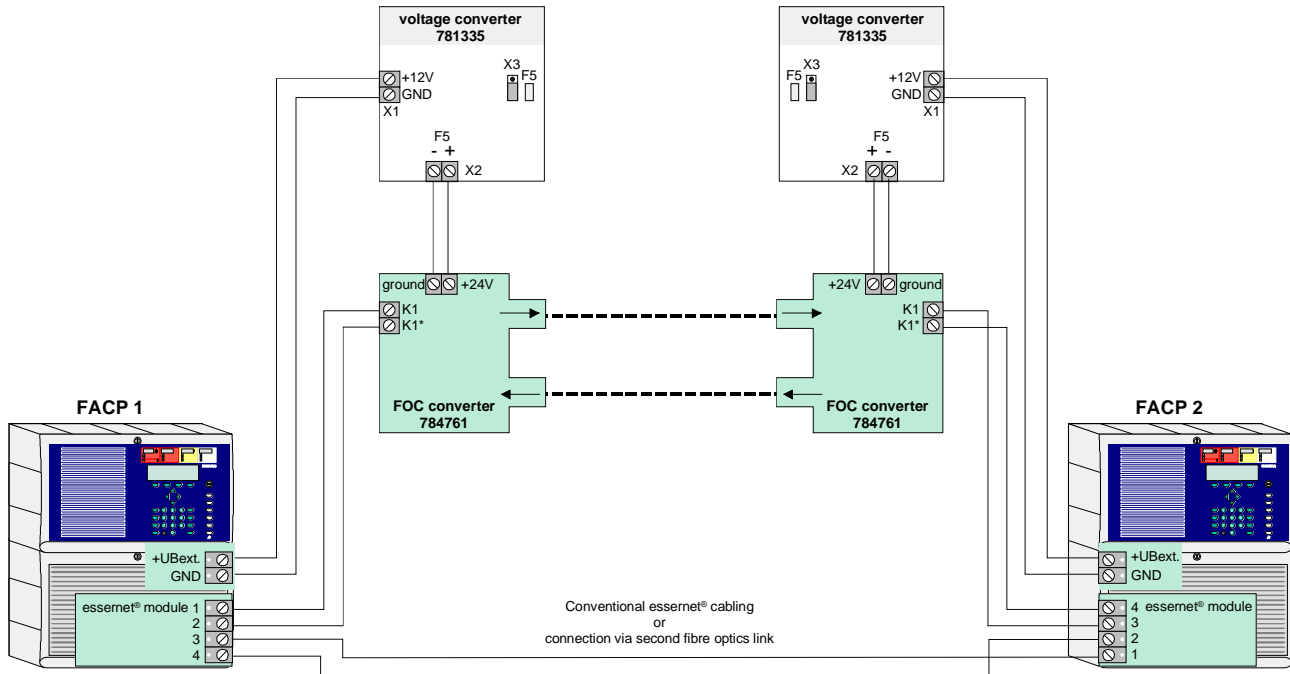 voltage converter
781335
X3
F5
+12V
GND
X1
F5
- +
X2
voltage converter
781335
X3
F5
+12V
GND
X1
F5
+ -
X2
ground
+24V
K1
K1*
FOC converter
784761
+24V
ground
K1
K1*
FOC converter
784761
FACP 1
+UBext.
GND
essernet® module 1
2
3
4
Conventional essernet® cabling
or
connection via second fibre optics link
FACP 2
+UBext.
GND
4 essernet® module
3
2
1